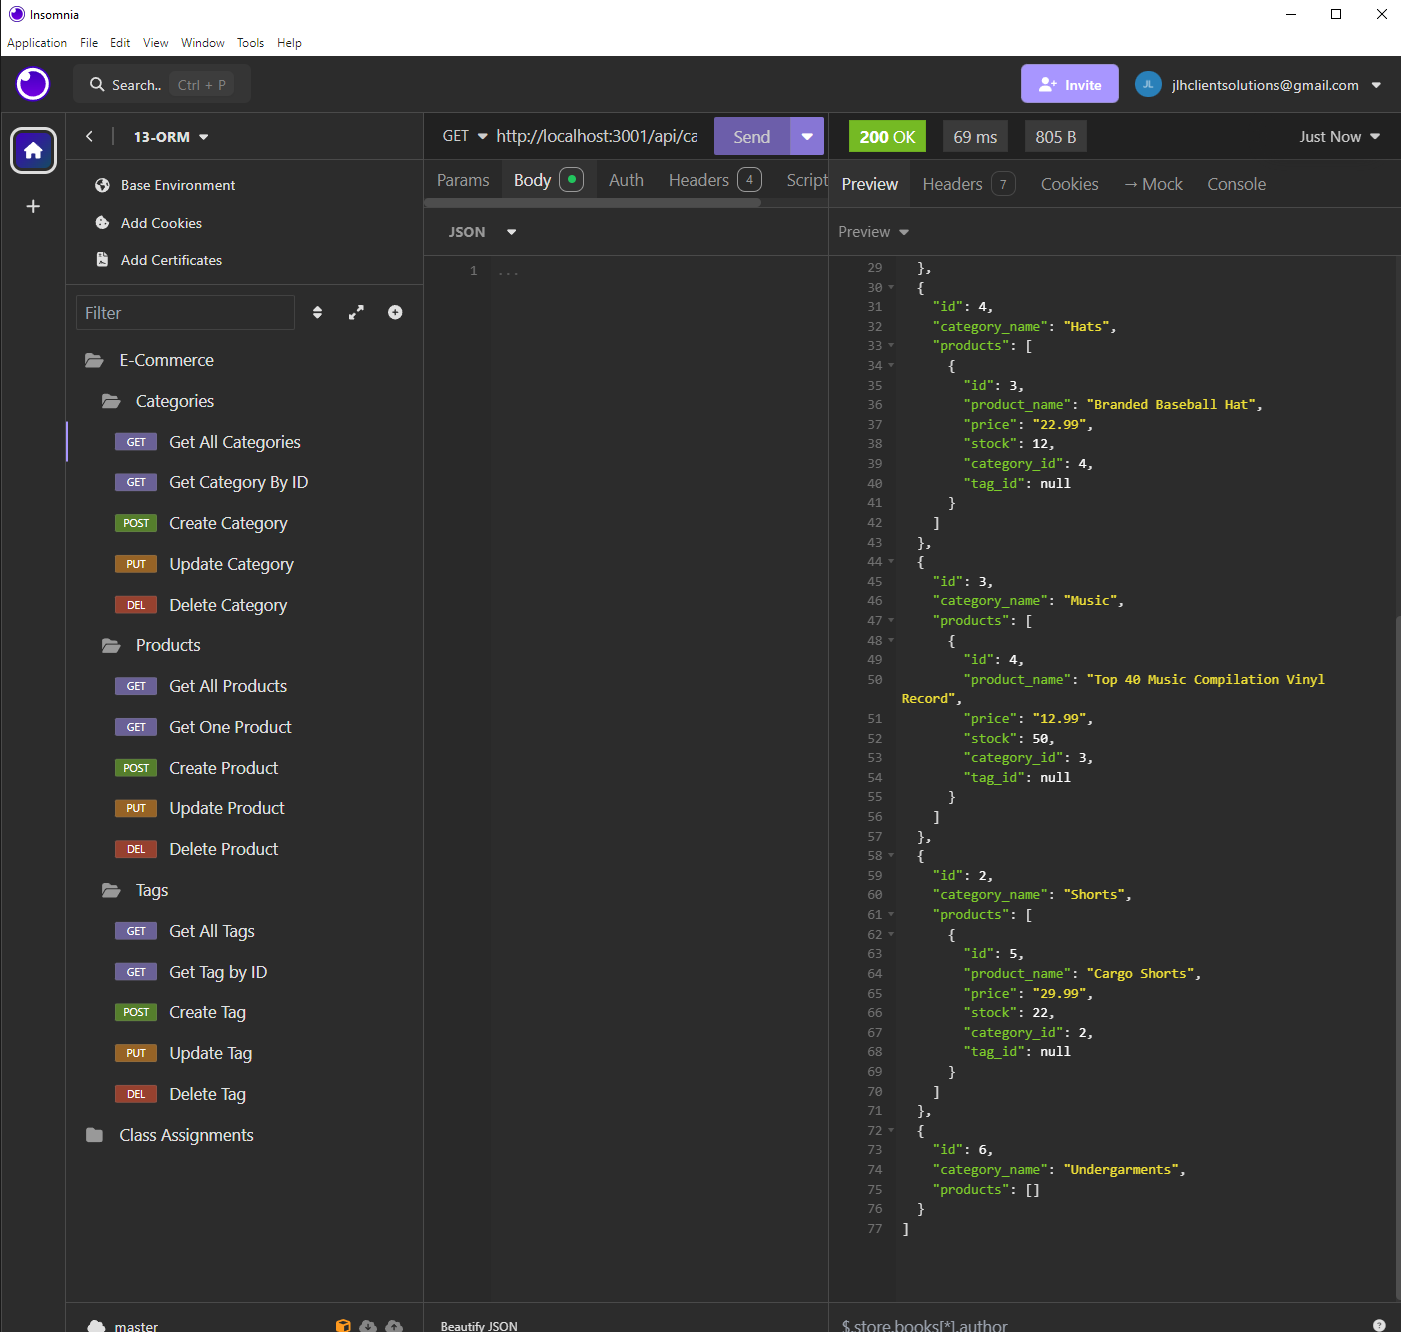 Insomnia
Application File Edit View Window Tools Help
Search.. Ctrl + P
Invite
JL jlhclientsolutions@gmail.com
13-ORM
Base Environment
Add Cookies
Add Certificates
Filter
E-Commerce
Categories
GET Get All Categories
GET Get Category By ID
POST Create Category
PUT Update Category
DEL Delete Category
Products
GET Get All Products
GET Get One Product
POST Create Product
PUT Update Product
DEL Delete Product
Tags
GET Get All Tags
GET Get Tag by ID
POST Create Tag
PUT Update Tag
DEL Delete Tag
Class Assignments
master
GET http://localhost:3001/api/ca Send
Params Body Auth Headers 4 Script
JSON
1 ...
Beautify JSON
200 OK 69 ms 805 B Just Now
Preview Headers 7 Cookies → Mock Console
Preview
29 },
30 {
31 "id": 4,
32 "category_name": "Hats",
33 "products": [
34 {
35 "id": 3,
36 "product_name": "Branded Baseball Hat",
37 "price": "22.99",
38 "stock": 12,
39 "category_id": 4,
40 "tag_id": null
41 }
42 ]
43 },
44 {
45 "id": 3,
46 "category_name": "Music",
47 "products": [
48 {
49 "id": 4,
50 "product_name": "Top 40 Music Compilation Vinyl
Record",
51 "price": "12.99",
52 "stock": 50,
53 "category_id": 3,
54 "tag_id": null
55 }
56 ]
57 },
58 {
59 "id": 2,
60 "category_name": "Shorts",
61 "products": [
62 {
63 "id": 5,
64 "product_name": "Cargo Shorts",
65 "price": "29.99",
66 "stock": 22,
67 "category_id": 2,
68 "tag_id": null
69 }
70 ]
71 },
72 {
73 "id": 6,
74 "category_name": "Undergarments",
75 "products": []
76 }
77 ]
$.store.books[*].author